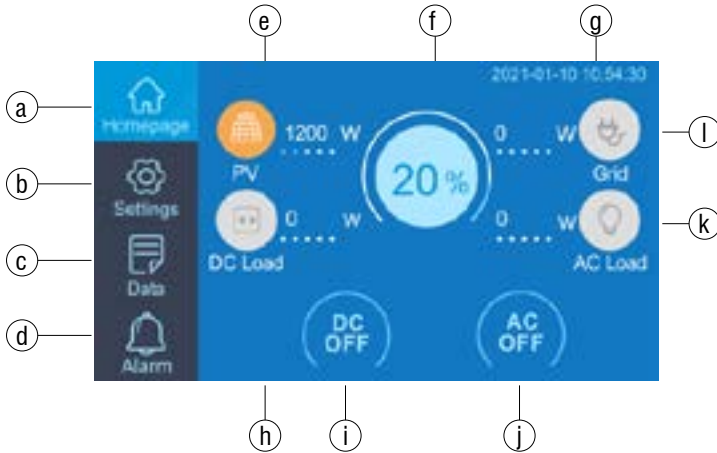 e f g
2021-01-10 10:54:30
a Homepage
PV 1200 W
20 %
0 W Grid l
b Settings
DC Load 0 W
0 W AC Load k
c Data
d Alarm
DC OFF
AC OFF
h i j